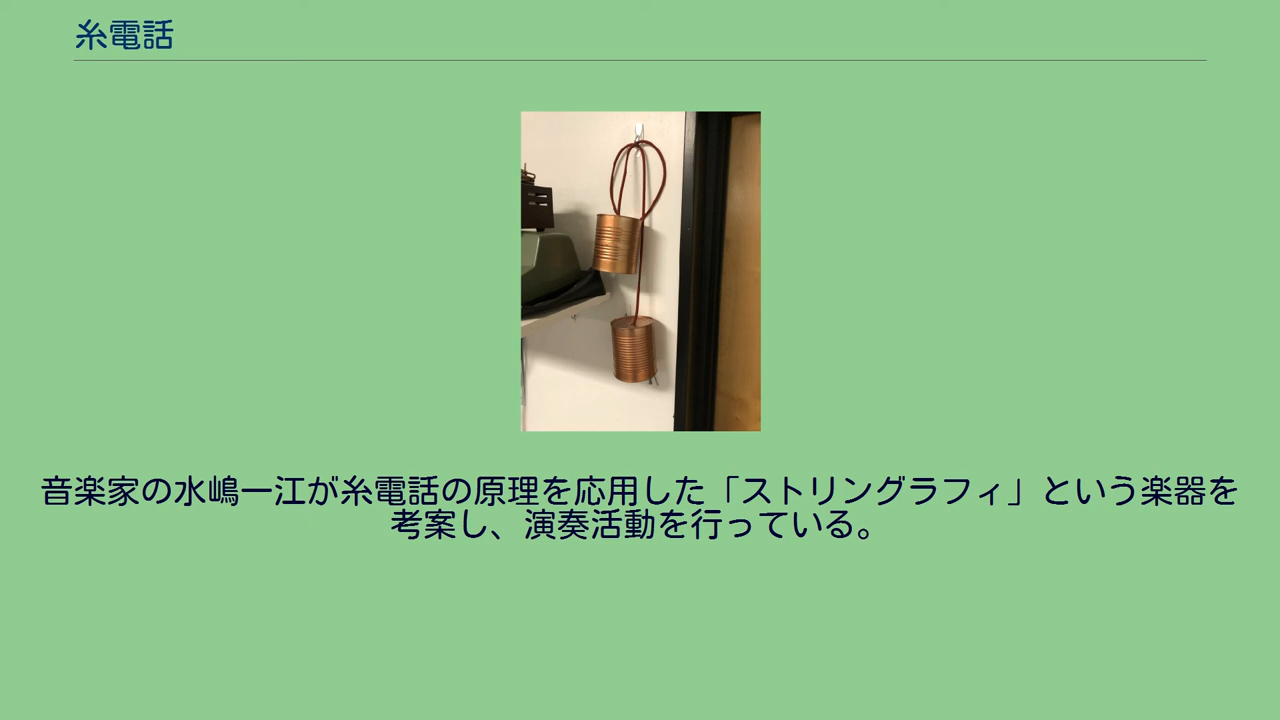 糸電話
音楽家の水嶋一江が糸電話の原理を応用した「ストリングラフィ」という楽器を
考案し、演奏活動を行っている。